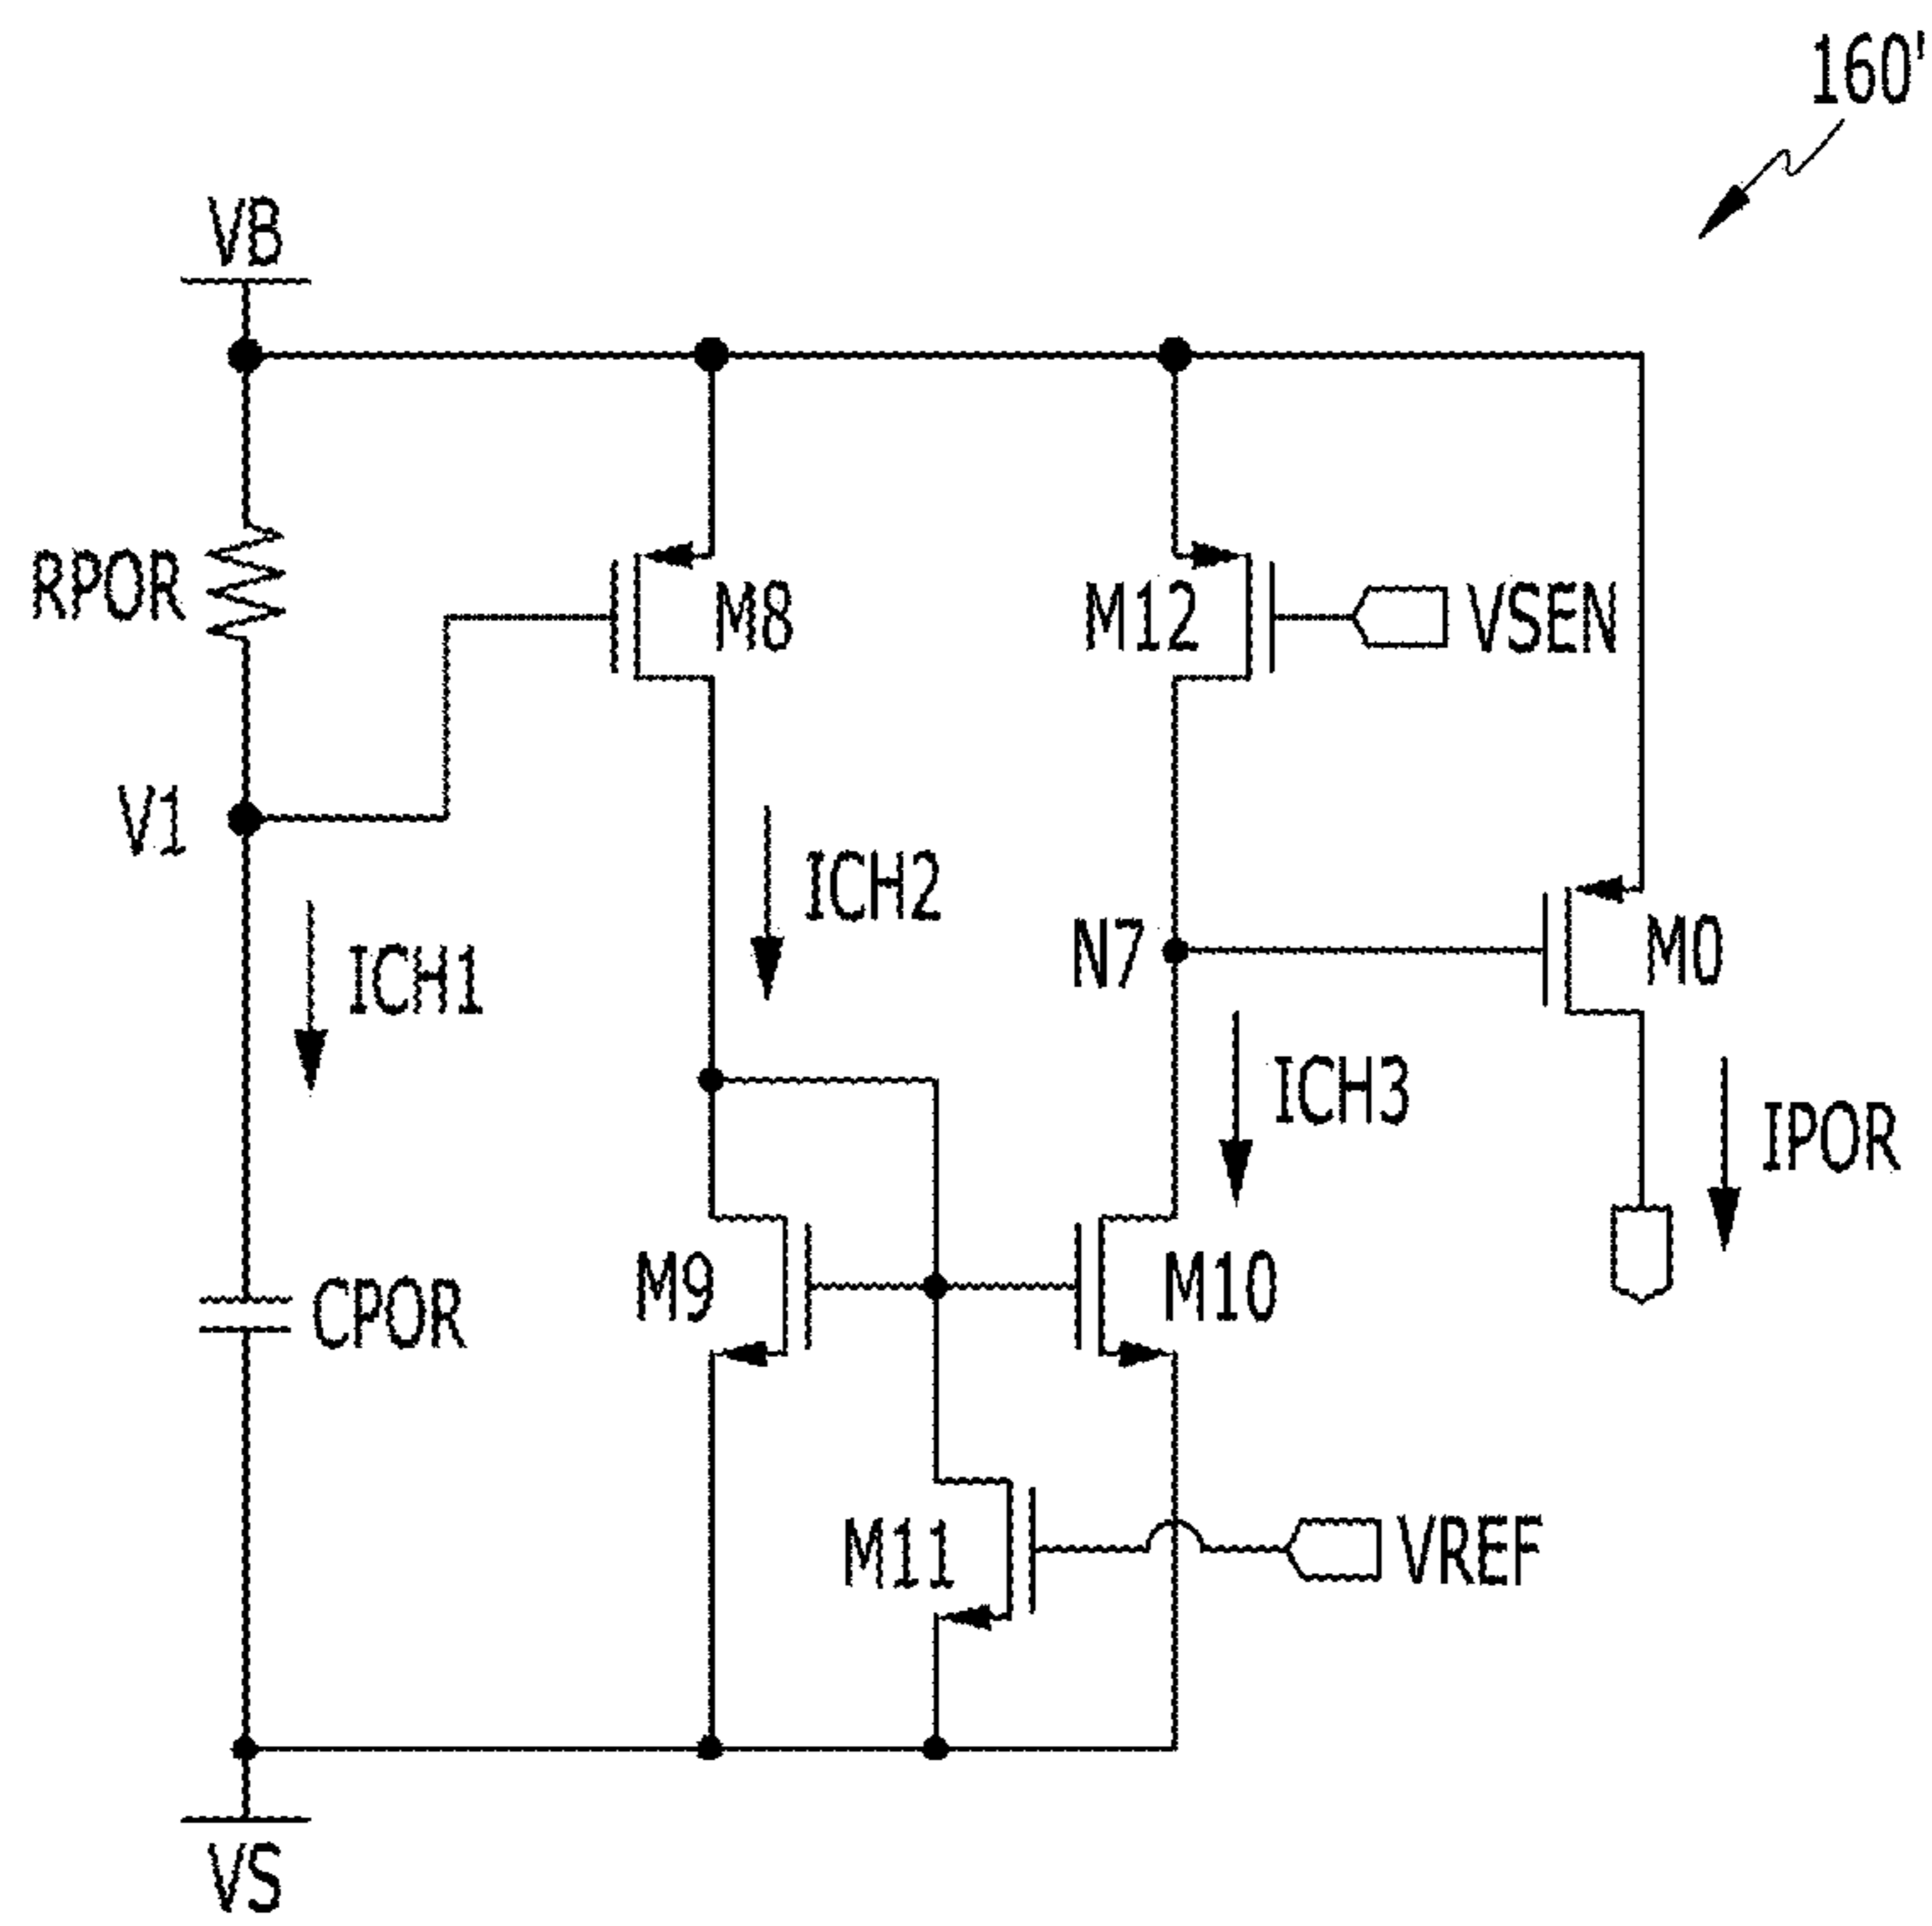 160'
VB
RPOR
M8
M12
VSEN
V1
ICH2
ICH1
N7
M0
ICH3
IPOR
CPOR
M9
M10
M11
VREF
VS